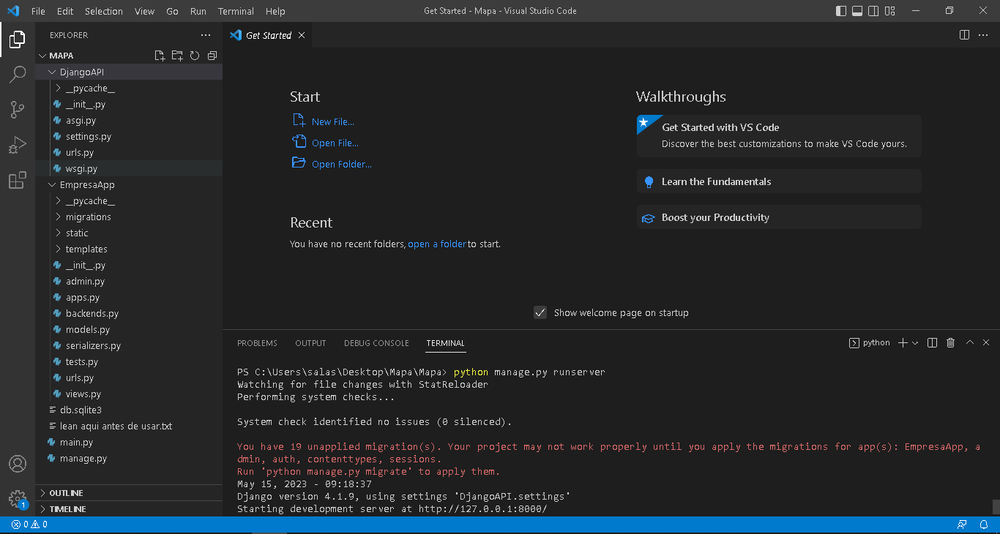 File Edit Selection View Go Run Terminal Help
Get Started - Mapa - Visual Studio Code
EXPLORER
MAPA
DjangoAPI
__pycache__
__init__.py
asgi.py
settings.py
urls.py
wsgi.py
EmpresaApp
__pycache__
migrations
static
templates
__init__.py
admin.py
apps.py
backends.py
models.py
serializers.py
tests.py
urls.py
views.py
db.sqlite3
lean aqui antes de usar.txt
main.py
manage.py
OUTLINE
TIMELINE
1
Get Started
Start
New File...
Open File...
Open Folder...
Recent
You have no recent folders, open a folder to start.
Walkthroughs
Get Started with VS Code
Discover the best customizations to make VS Code yours.
Learn the Fundamentals
Boost your Productivity
Show welcome page on startup
PROBLEMS OUTPUT DEBUG CONSOLE TERMINAL
python
PS C:\Users\salas\Desktop\Mapa\Mapa> python manage.py runserver
Watching for file changes with StatReloader
Performing system checks...
System check identified no issues (0 silenced).
You have 19 unapplied migration(s). Your project may not work properly until you apply the migrations for app(s): EmpresaApp, a
dmin, auth, contenttypes, sessions.
Run 'python manage.py migrate' to apply them.
May 15, 2023 - 09:18:37
Django version 4.1.9, using settings 'DjangoAPI.settings'
Starting development server at http://127.0.0.1:8000/
0 0